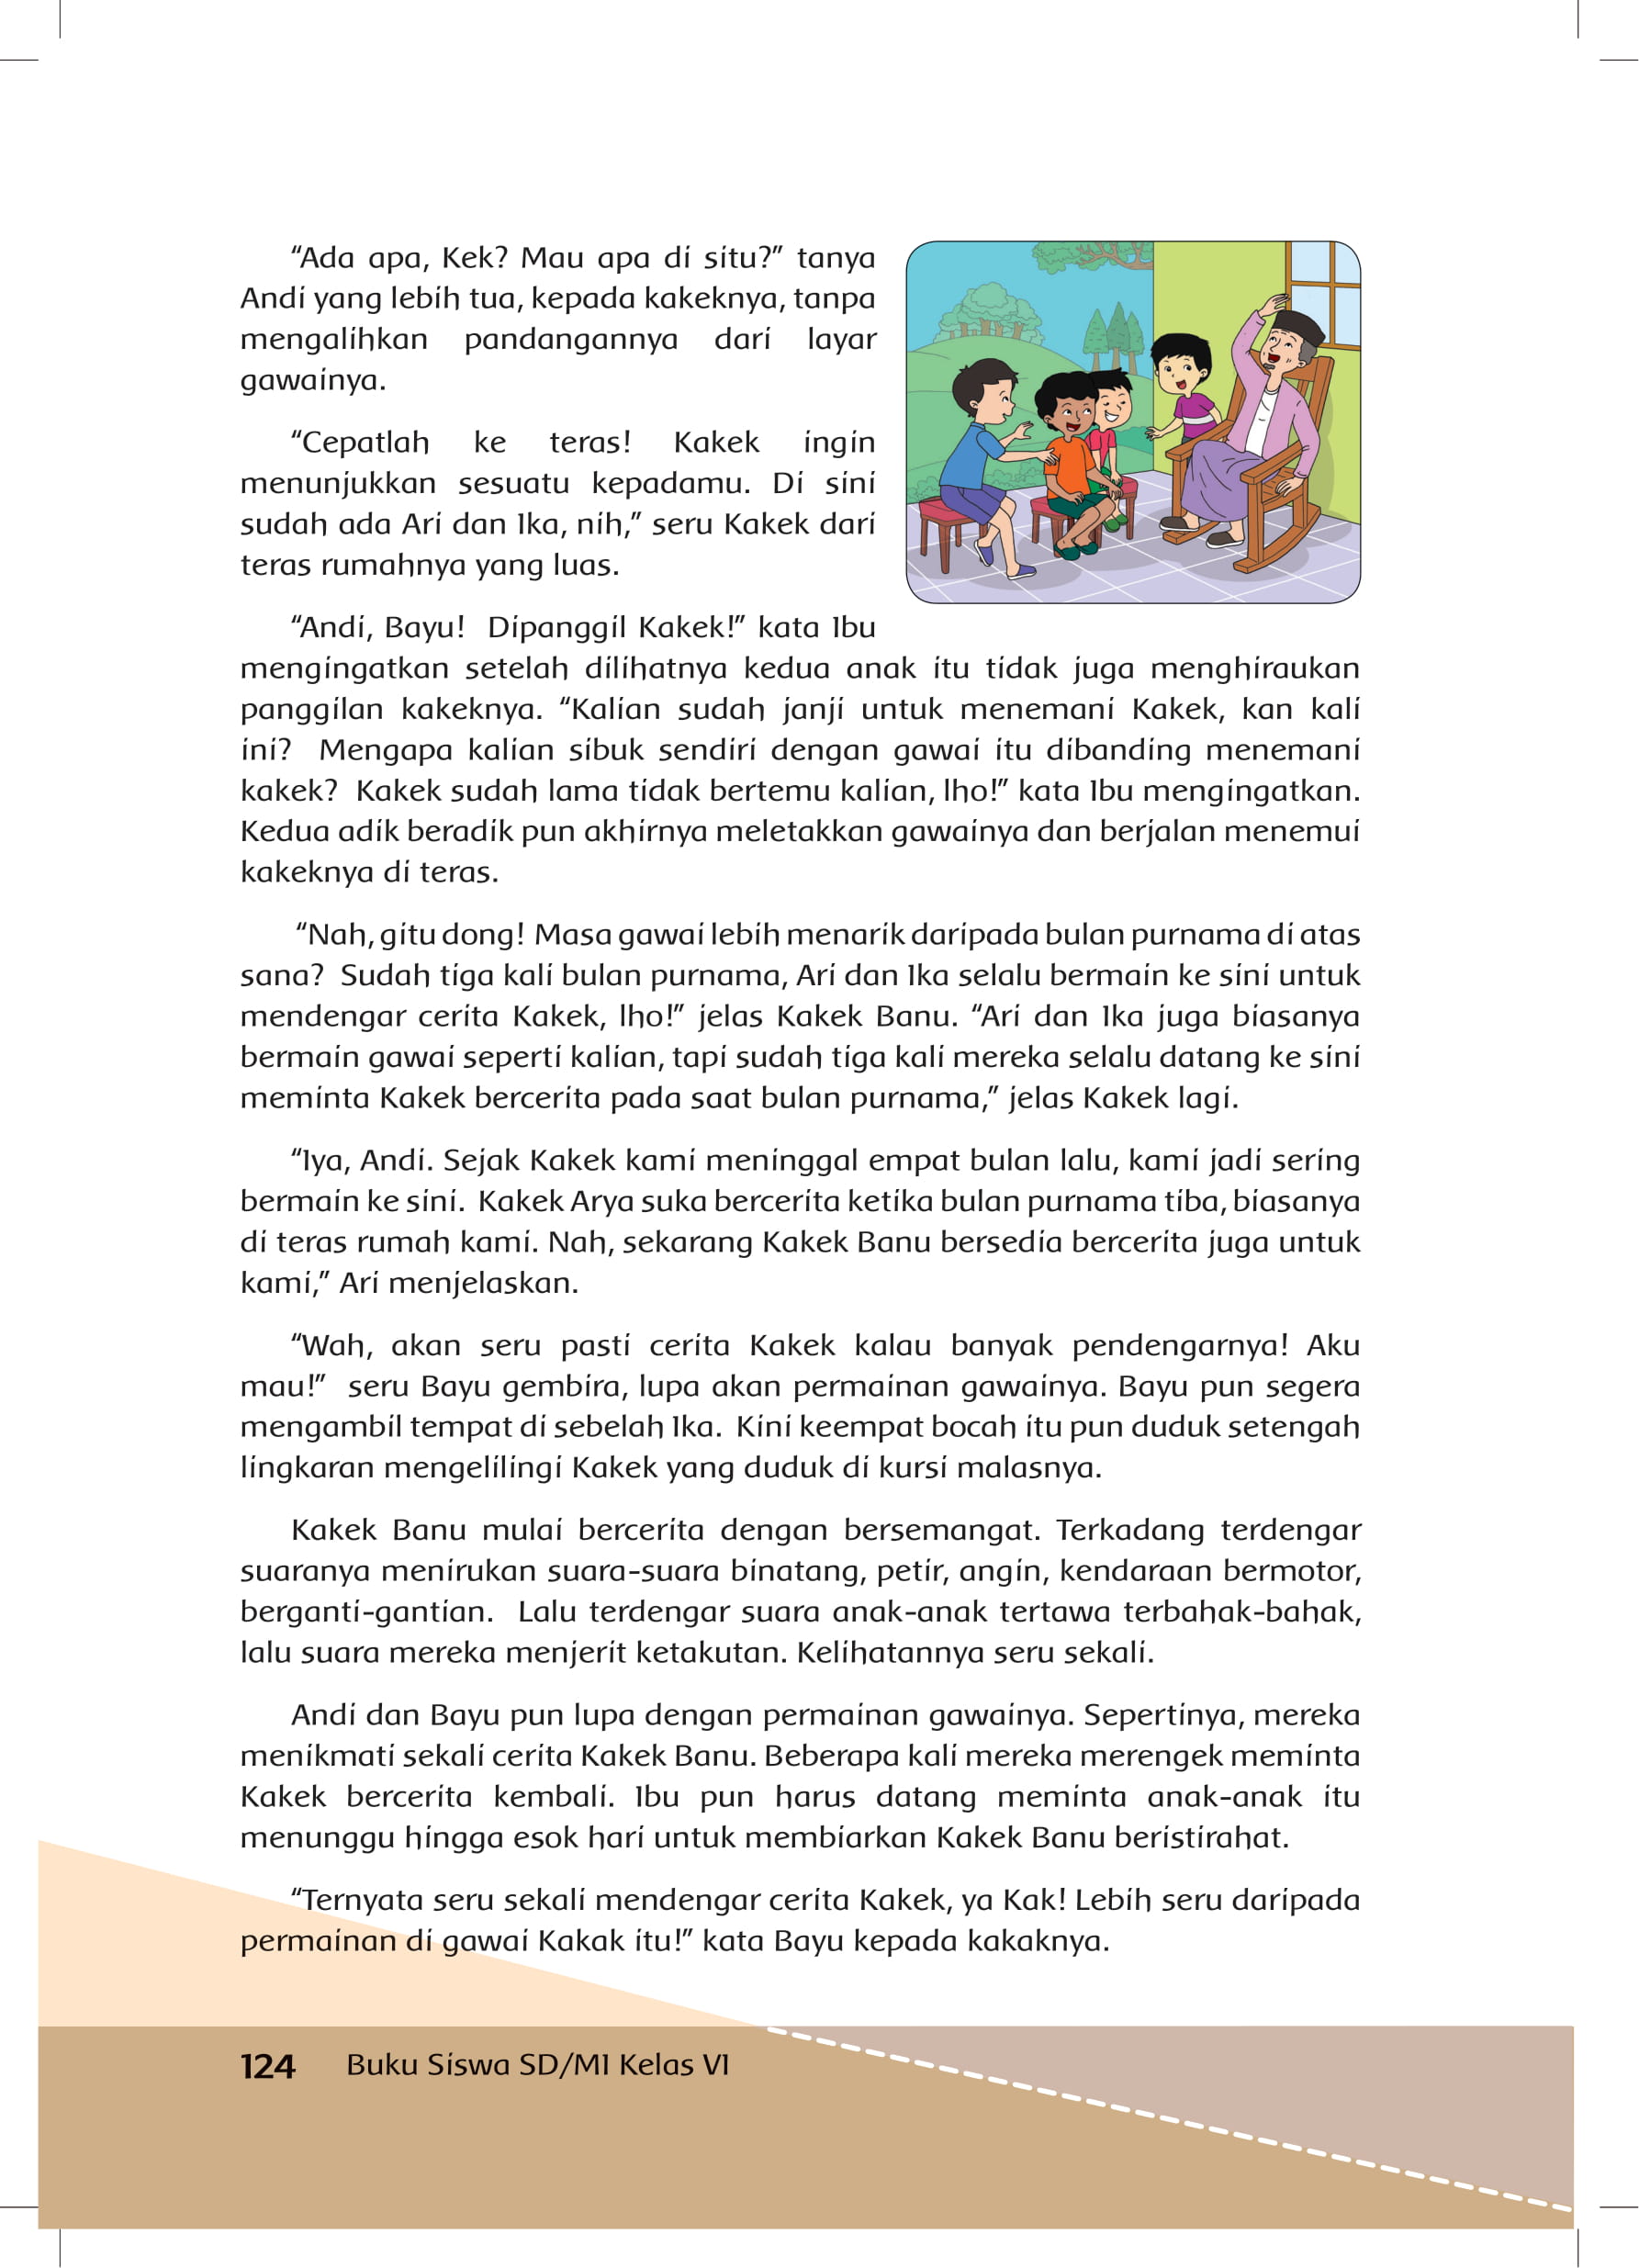 “Ada apa, Kek? Mau apa di situ?” tanya
Andi yang lebih tua, kepada kakeknya, tanpa
mengalihkan pandangannya dari layar
gawainya.
“Cepatlah ke teras! Kakek ingin
menunjukkan sesuatu kepadamu. Di sini
sudah ada Ari dan Ika, nih,” seru Kakek dari
teras rumahnya yang luas.
“Andi, Bayu! Dipanggil Kakek!” kata Ibu
mengingatkan setelah dilihatnya kedua anak itu tidak juga menghiraukan
panggilan kakeknya. “Kalian sudah janji untuk menemani Kakek, kan kali
ini? Mengapa kalian sibuk sendiri dengan gawai itu dibanding menemani
kakek? Kakek sudah lama tidak bertemu kalian, lho!” kata Ibu mengingatkan.
Kedua adik beradik pun akhirnya meletakkan gawainya dan berjalan menemui
kakeknya di teras.
“Nah, gitu dong! Masa gawai lebih menarik daripada bulan purnama di atas
sana? Sudah tiga kali bulan purnama, Ari dan Ika selalu bermain ke sini untuk
mendengar cerita Kakek, lho!” jelas Kakek Banu. “Ari dan Ika juga biasanya
bermain gawai seperti kalian, tapi sudah tiga kali mereka selalu datang ke sini
meminta Kakek bercerita pada saat bulan purnama,” jelas Kakek lagi.
“Iya, Andi. Sejak Kakek kami meninggal empat bulan lalu, kami jadi sering
bermain ke sini. Kakek Arya suka bercerita ketika bulan purnama tiba, biasanya
di teras rumah kami. Nah, sekarang Kakek Banu bersedia bercerita juga untuk
kami,” Ari menjelaskan.
“Wah, akan seru pasti cerita Kakek kalau banyak pendengarnya! Aku
mau!” seru Bayu gembira, lupa akan permainan gawainya. Bayu pun segera
mengambil tempat di sebelah Ika. Kini keempat bocah itu pun duduk setengah
lingkaran mengelilingi Kakek yang duduk di kursi malasnya.
Kakek Banu mulai bercerita dengan bersemangat. Terkadang terdengar
suaranya menirukan suara-suara binatang, petir, angin, kendaraan bermotor,
berganti-gantian. Lalu terdengar suara anak-anak tertawa terbahak-bahak,
lalu suara mereka menjerit ketakutan. Kelihatannya seru sekali.
Andi dan Bayu pun lupa dengan permainan gawainya. Sepertinya, mereka
menikmati sekali cerita Kakek Banu. Beberapa kali mereka merengek meminta
Kakek bercerita kembali. Ibu pun harus datang meminta anak-anak itu
menunggu hingga esok hari untuk membiarkan Kakek Banu beristirahat.
“Ternyata seru sekali mendengar cerita Kakek, ya Kak! Lebih seru daripada
permainan di gawai Kakak itu!” kata Bayu kepada kakaknya.
124 Buku Siswa SD/MI Kelas VI